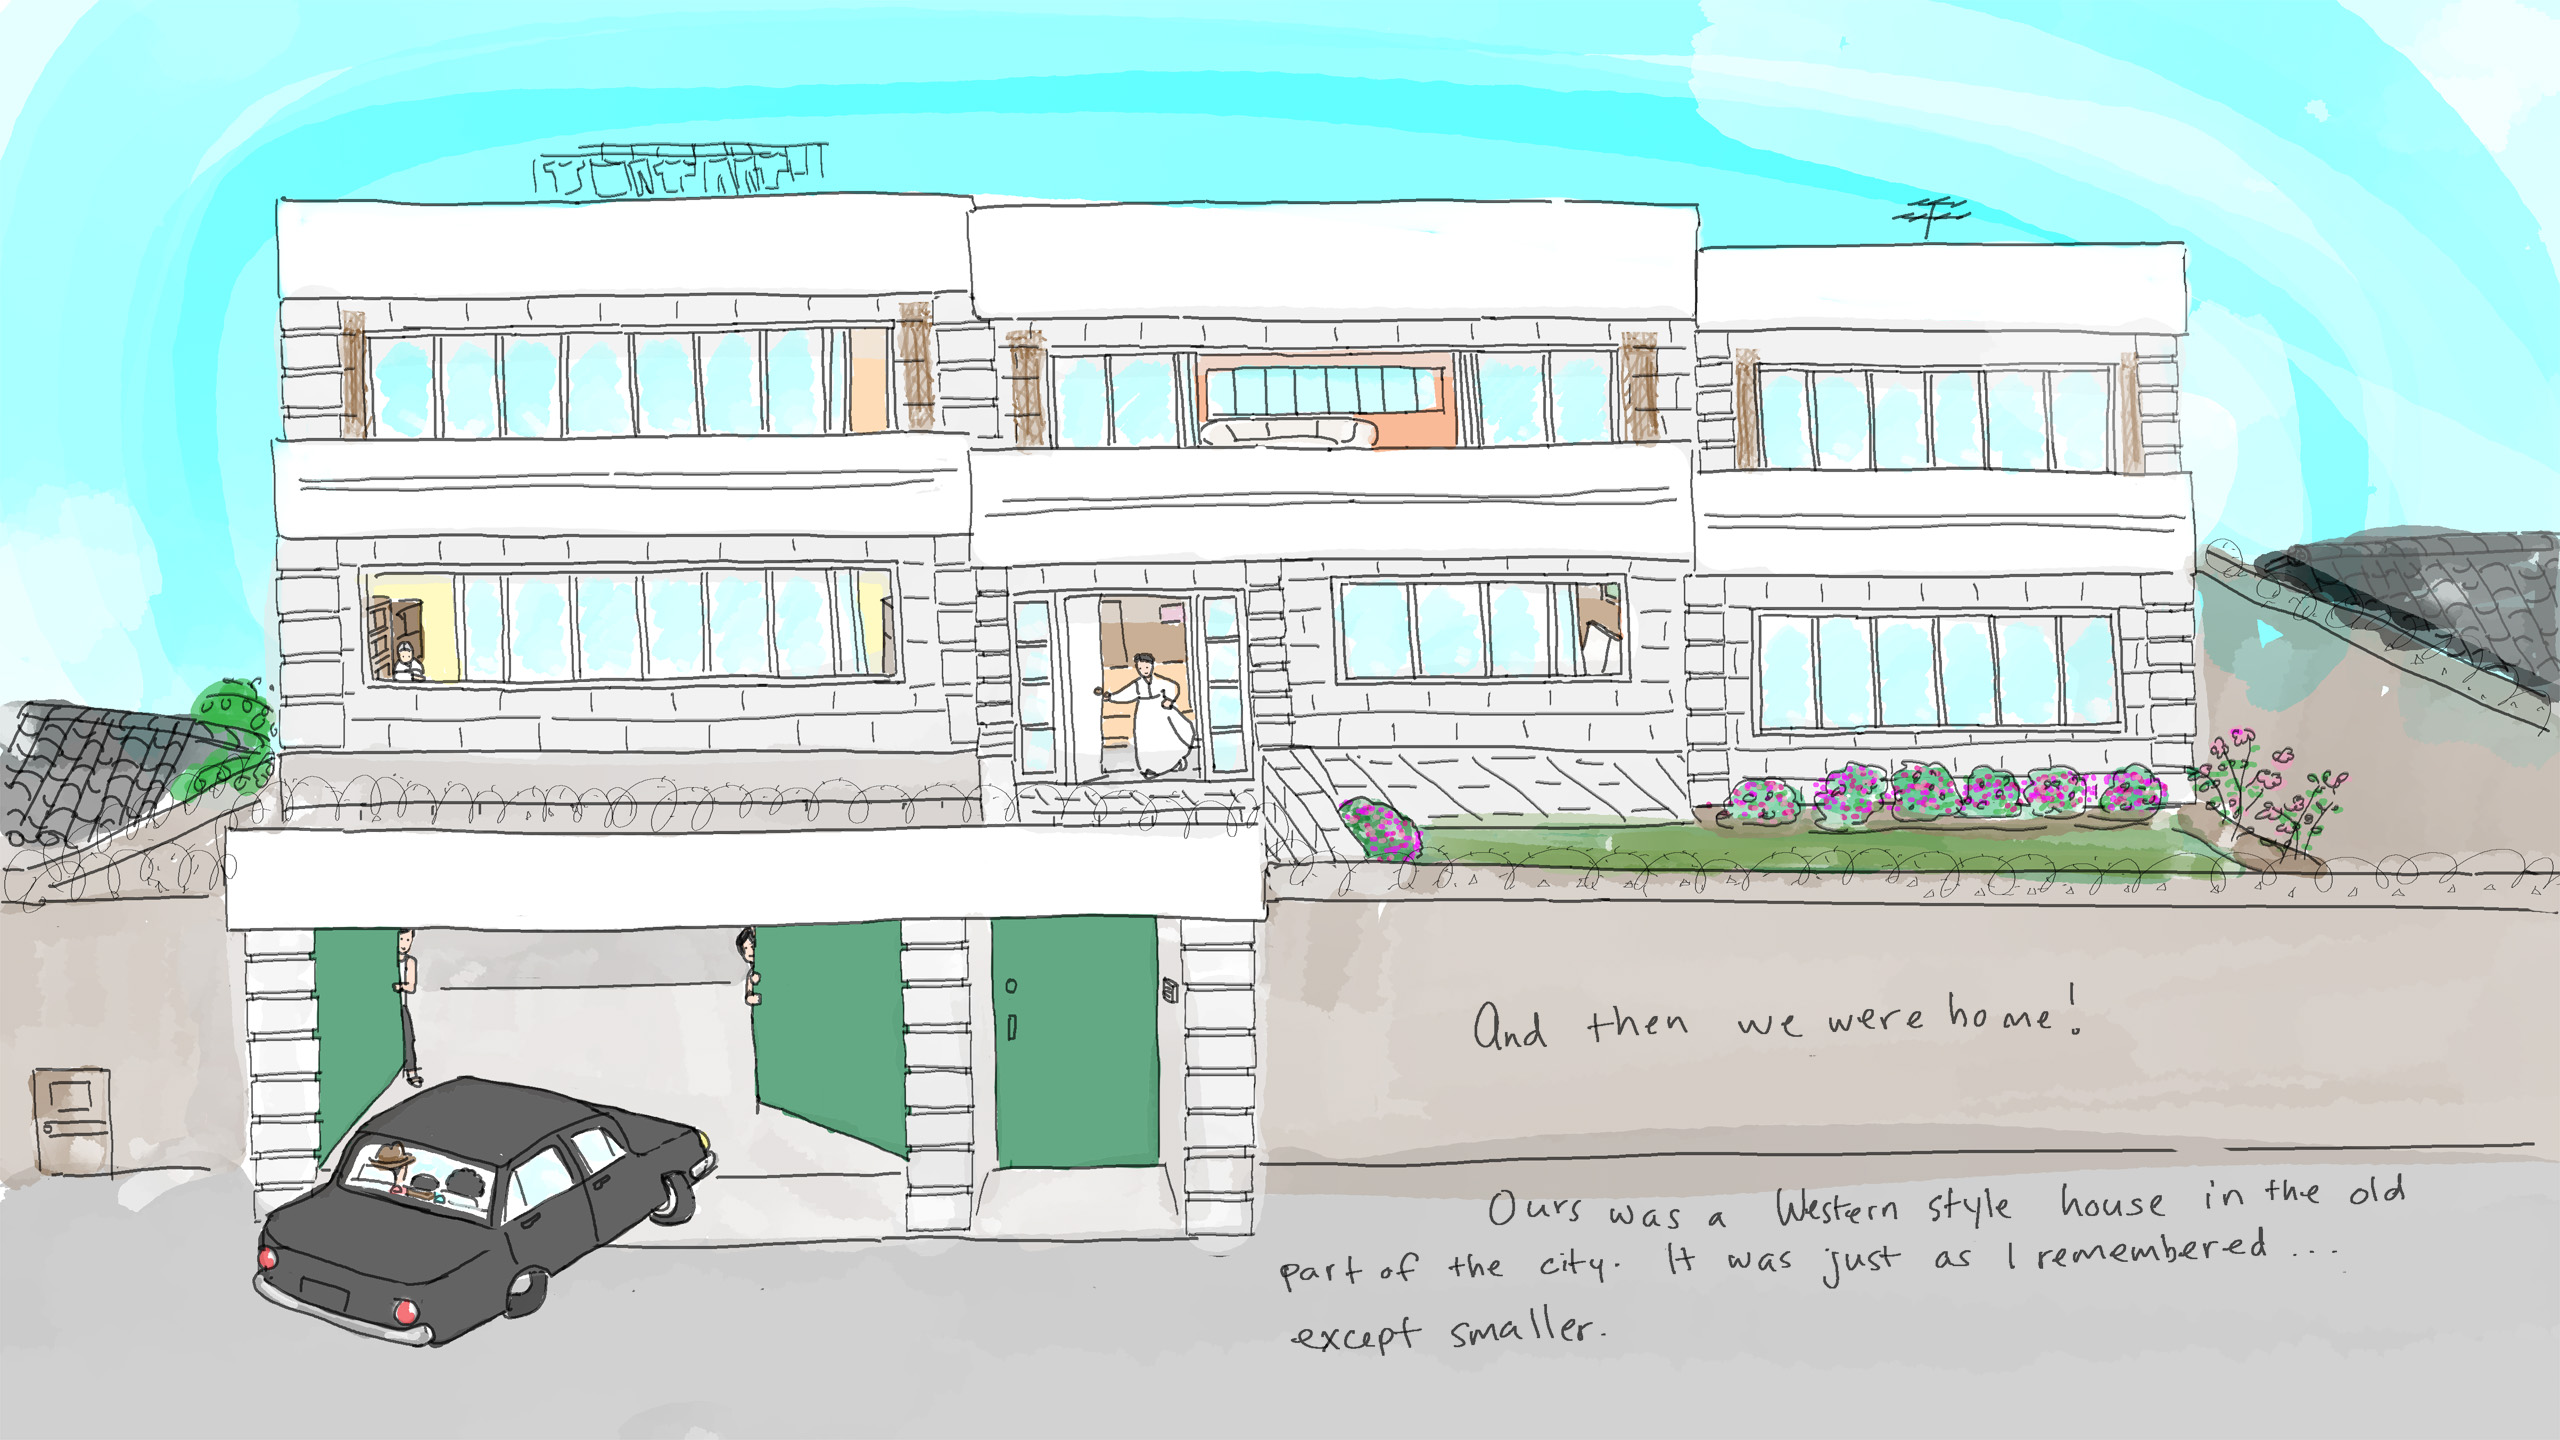 And then we were home!
Ours was a Western style house in the old
part of the city. It was just as I remembered ...
except smaller.